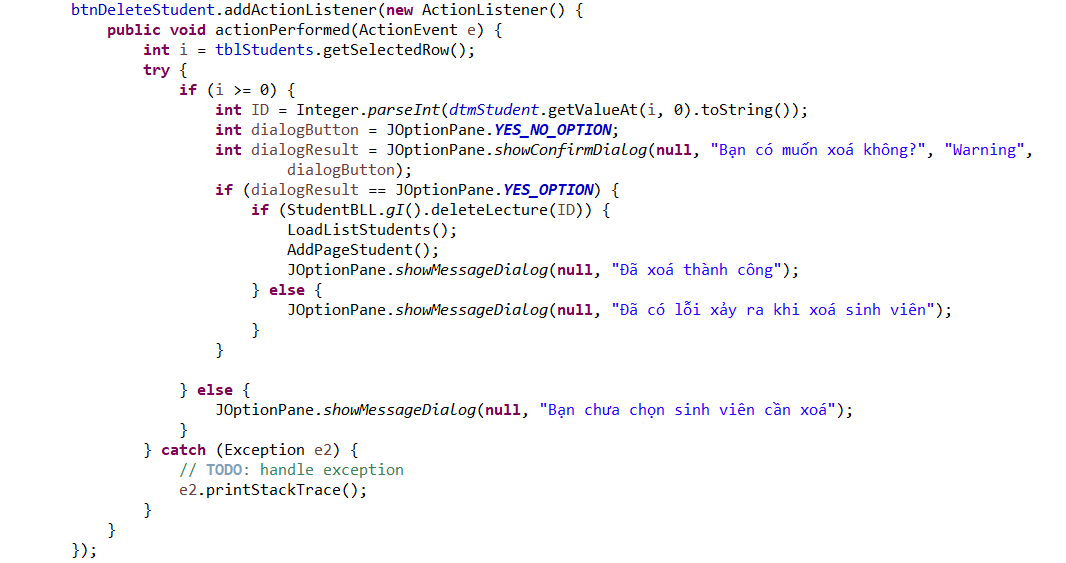 btnDeleteStudent.addActionListener(new ActionListener() {
public void actionPerformed(ActionEvent e) {
int i = tblStudents.getSelectedRow();
try {
if (i >= 0) {
int ID = Integer.parseInt(dtmStudent.getValueAt(i, 0).toString());
int dialogButton = JOptionPane.YES_NO_OPTION;
int dialogResult = JOptionPane.showConfirmDialog(null, "Bạn có muốn xoá không?", "Warning",
dialogButton);
if (dialogResult == JOptionPane.YES_OPTION) {
if (StudentBLL.gI().deleteLecture(ID)) {
LoadListStudents();
AddPageStudent();
JOptionPane.showMessageDialog(null, "Đã xoá thành công");
} else {
JOptionPane.showMessageDialog(null, "Đã có lỗi xảy ra khi xoá sinh viên");
}
}
} else {
JOptionPane.showMessageDialog(null, "Bạn chưa chọn sinh viên cần xoá");
}
} catch (Exception e2) {
// TODO: handle exception
e2.printStackTrace();
}
}
});